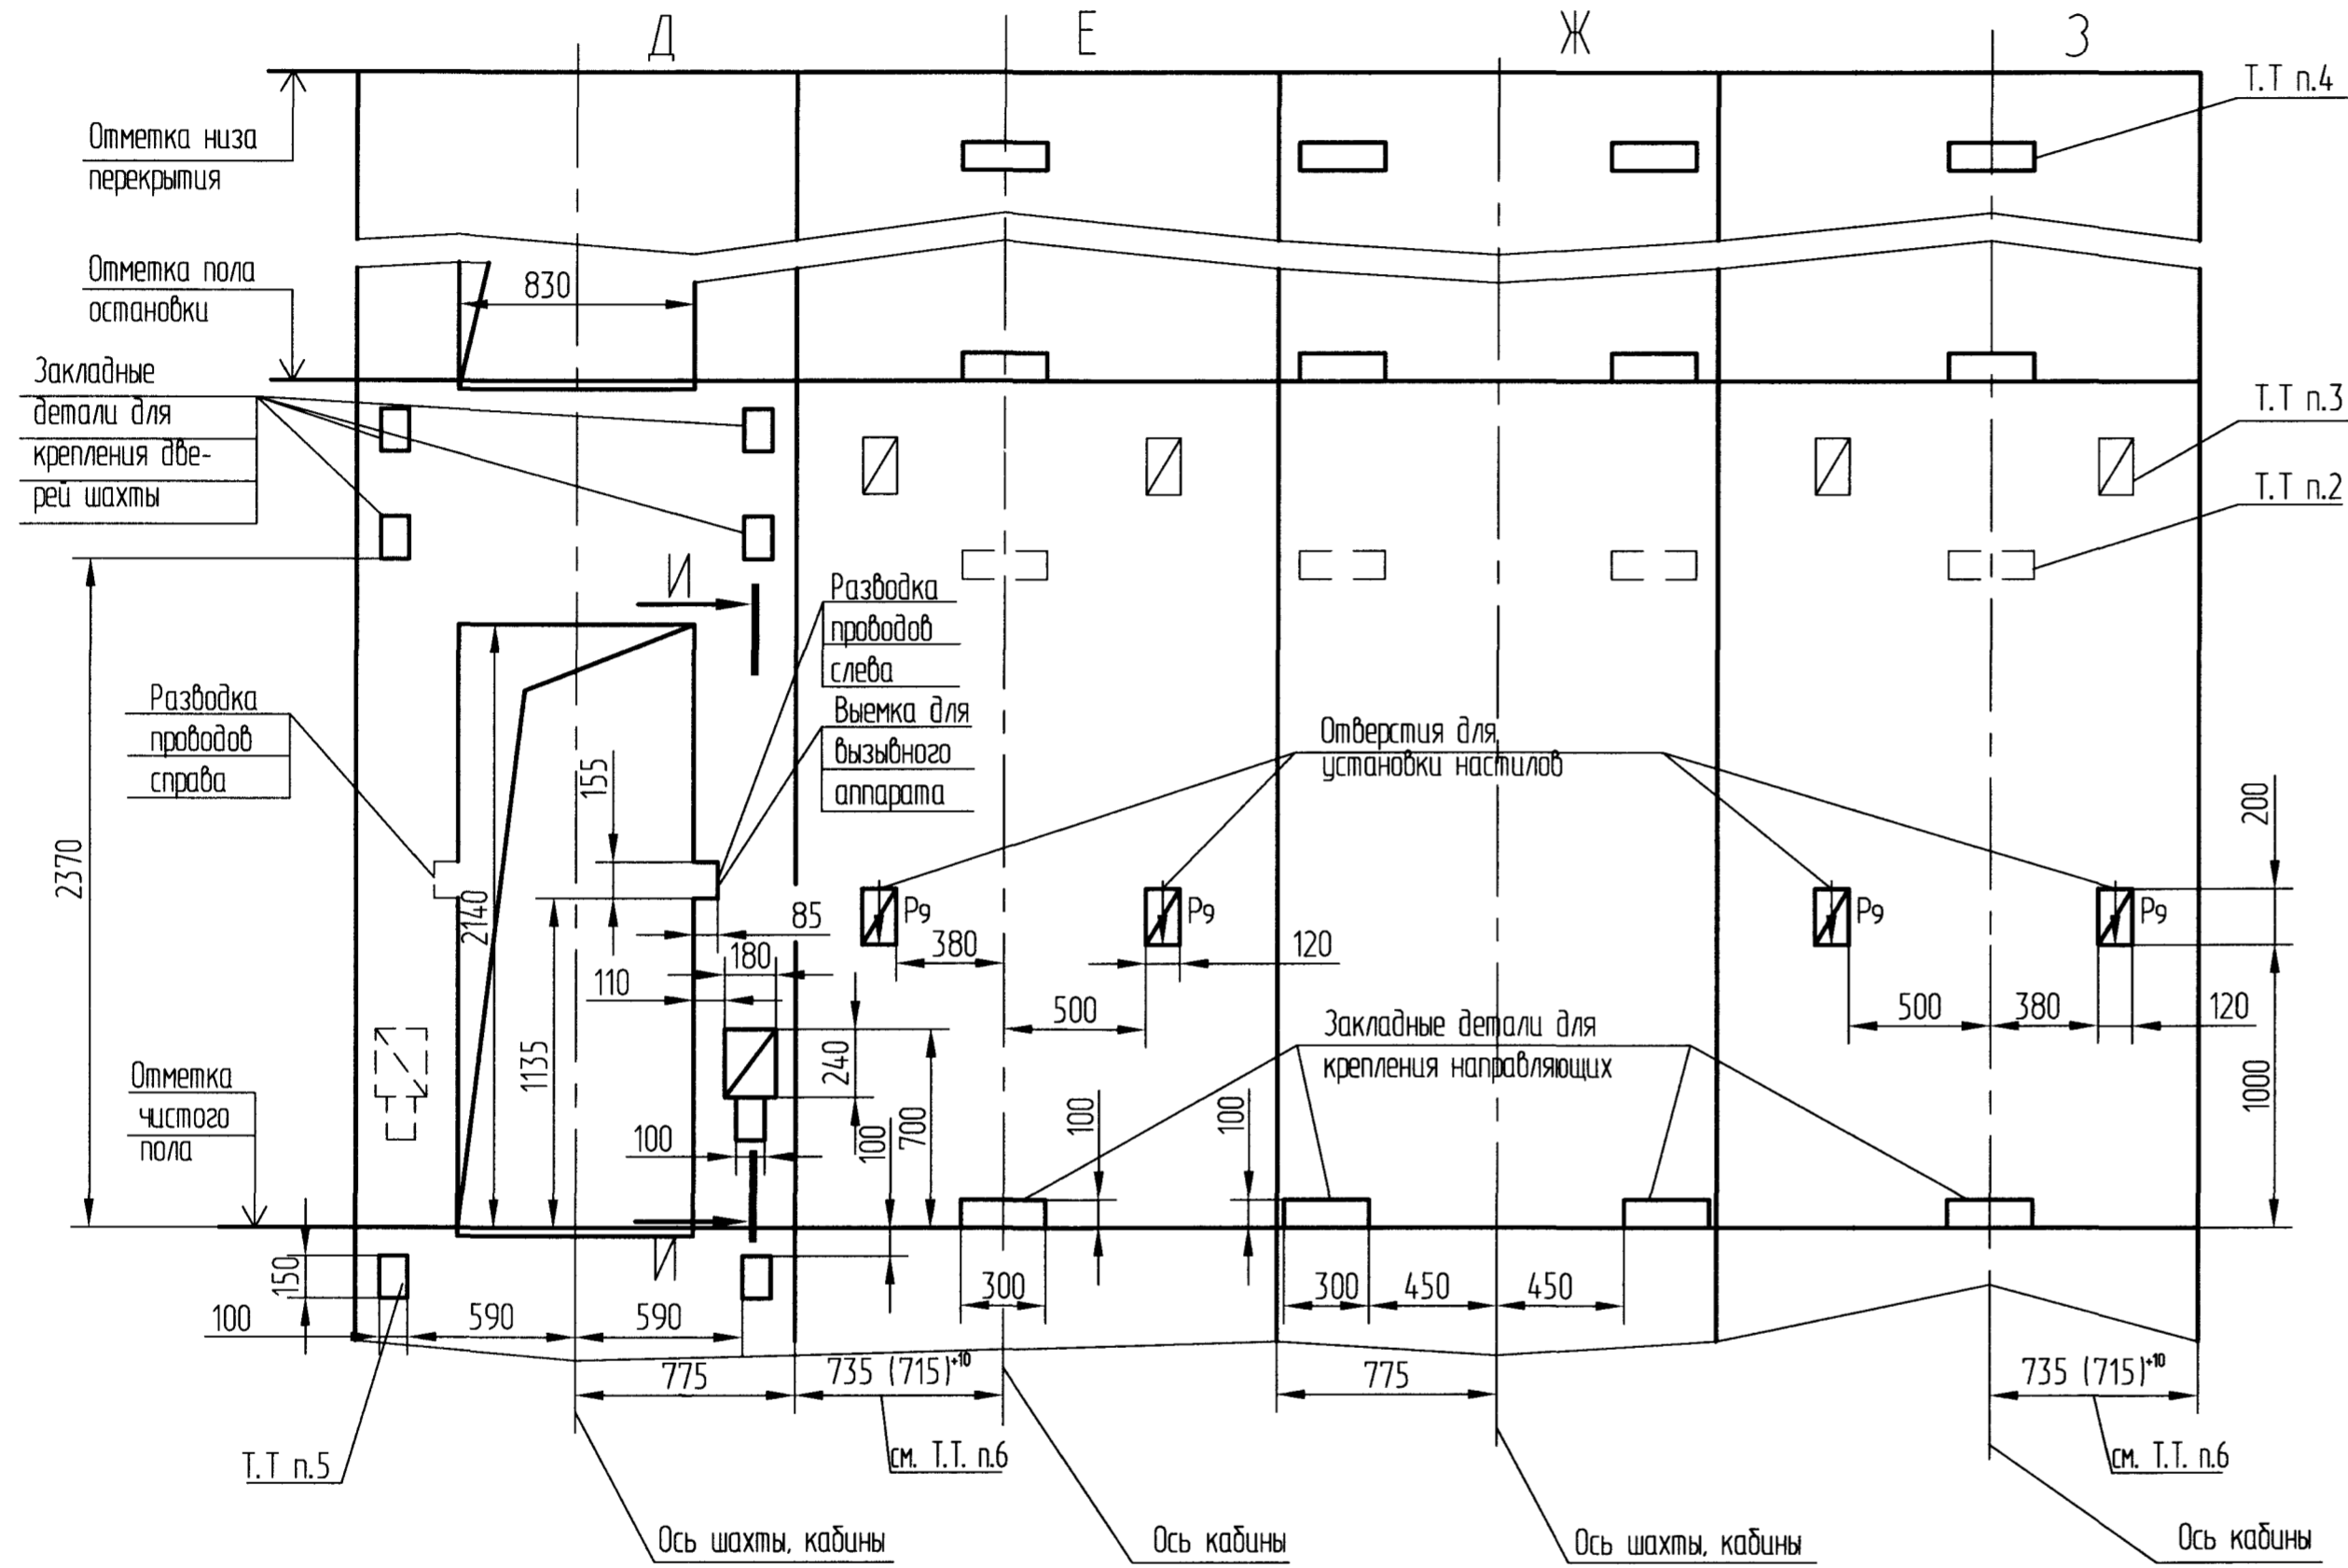 Д
Е
Ж
З
Т.Т п.4
Отметка низа
перекрытия
Отметка пола
остановки
830
Закладные
детали для
крепления две-
рей шахты
Т.Т п.3
Т.Т п.2
И
Разводка
проводов
слева
Выемка для
вызывного
аппарата
Разводка
проводов
справа
Отверстия для
установки настилов
155
200
2370
2140
85
Р9
Р9
Р9
Р9
380
120
180
110
500
500
380
120
Закладные детали для
крепления направляющих
240
1135
700
1000
Отметка
чистого
пола
100
100
100
100
И
150
100
590
590
300
300
450
450
775
735 (715)+10
775
735 (715)+10
Т.Т п.5
см. Т.Т. п.6
см. Т.Т. п.6
Ось шахты, кабины
Ось кабины
Ось шахты, кабины
Ось кабины